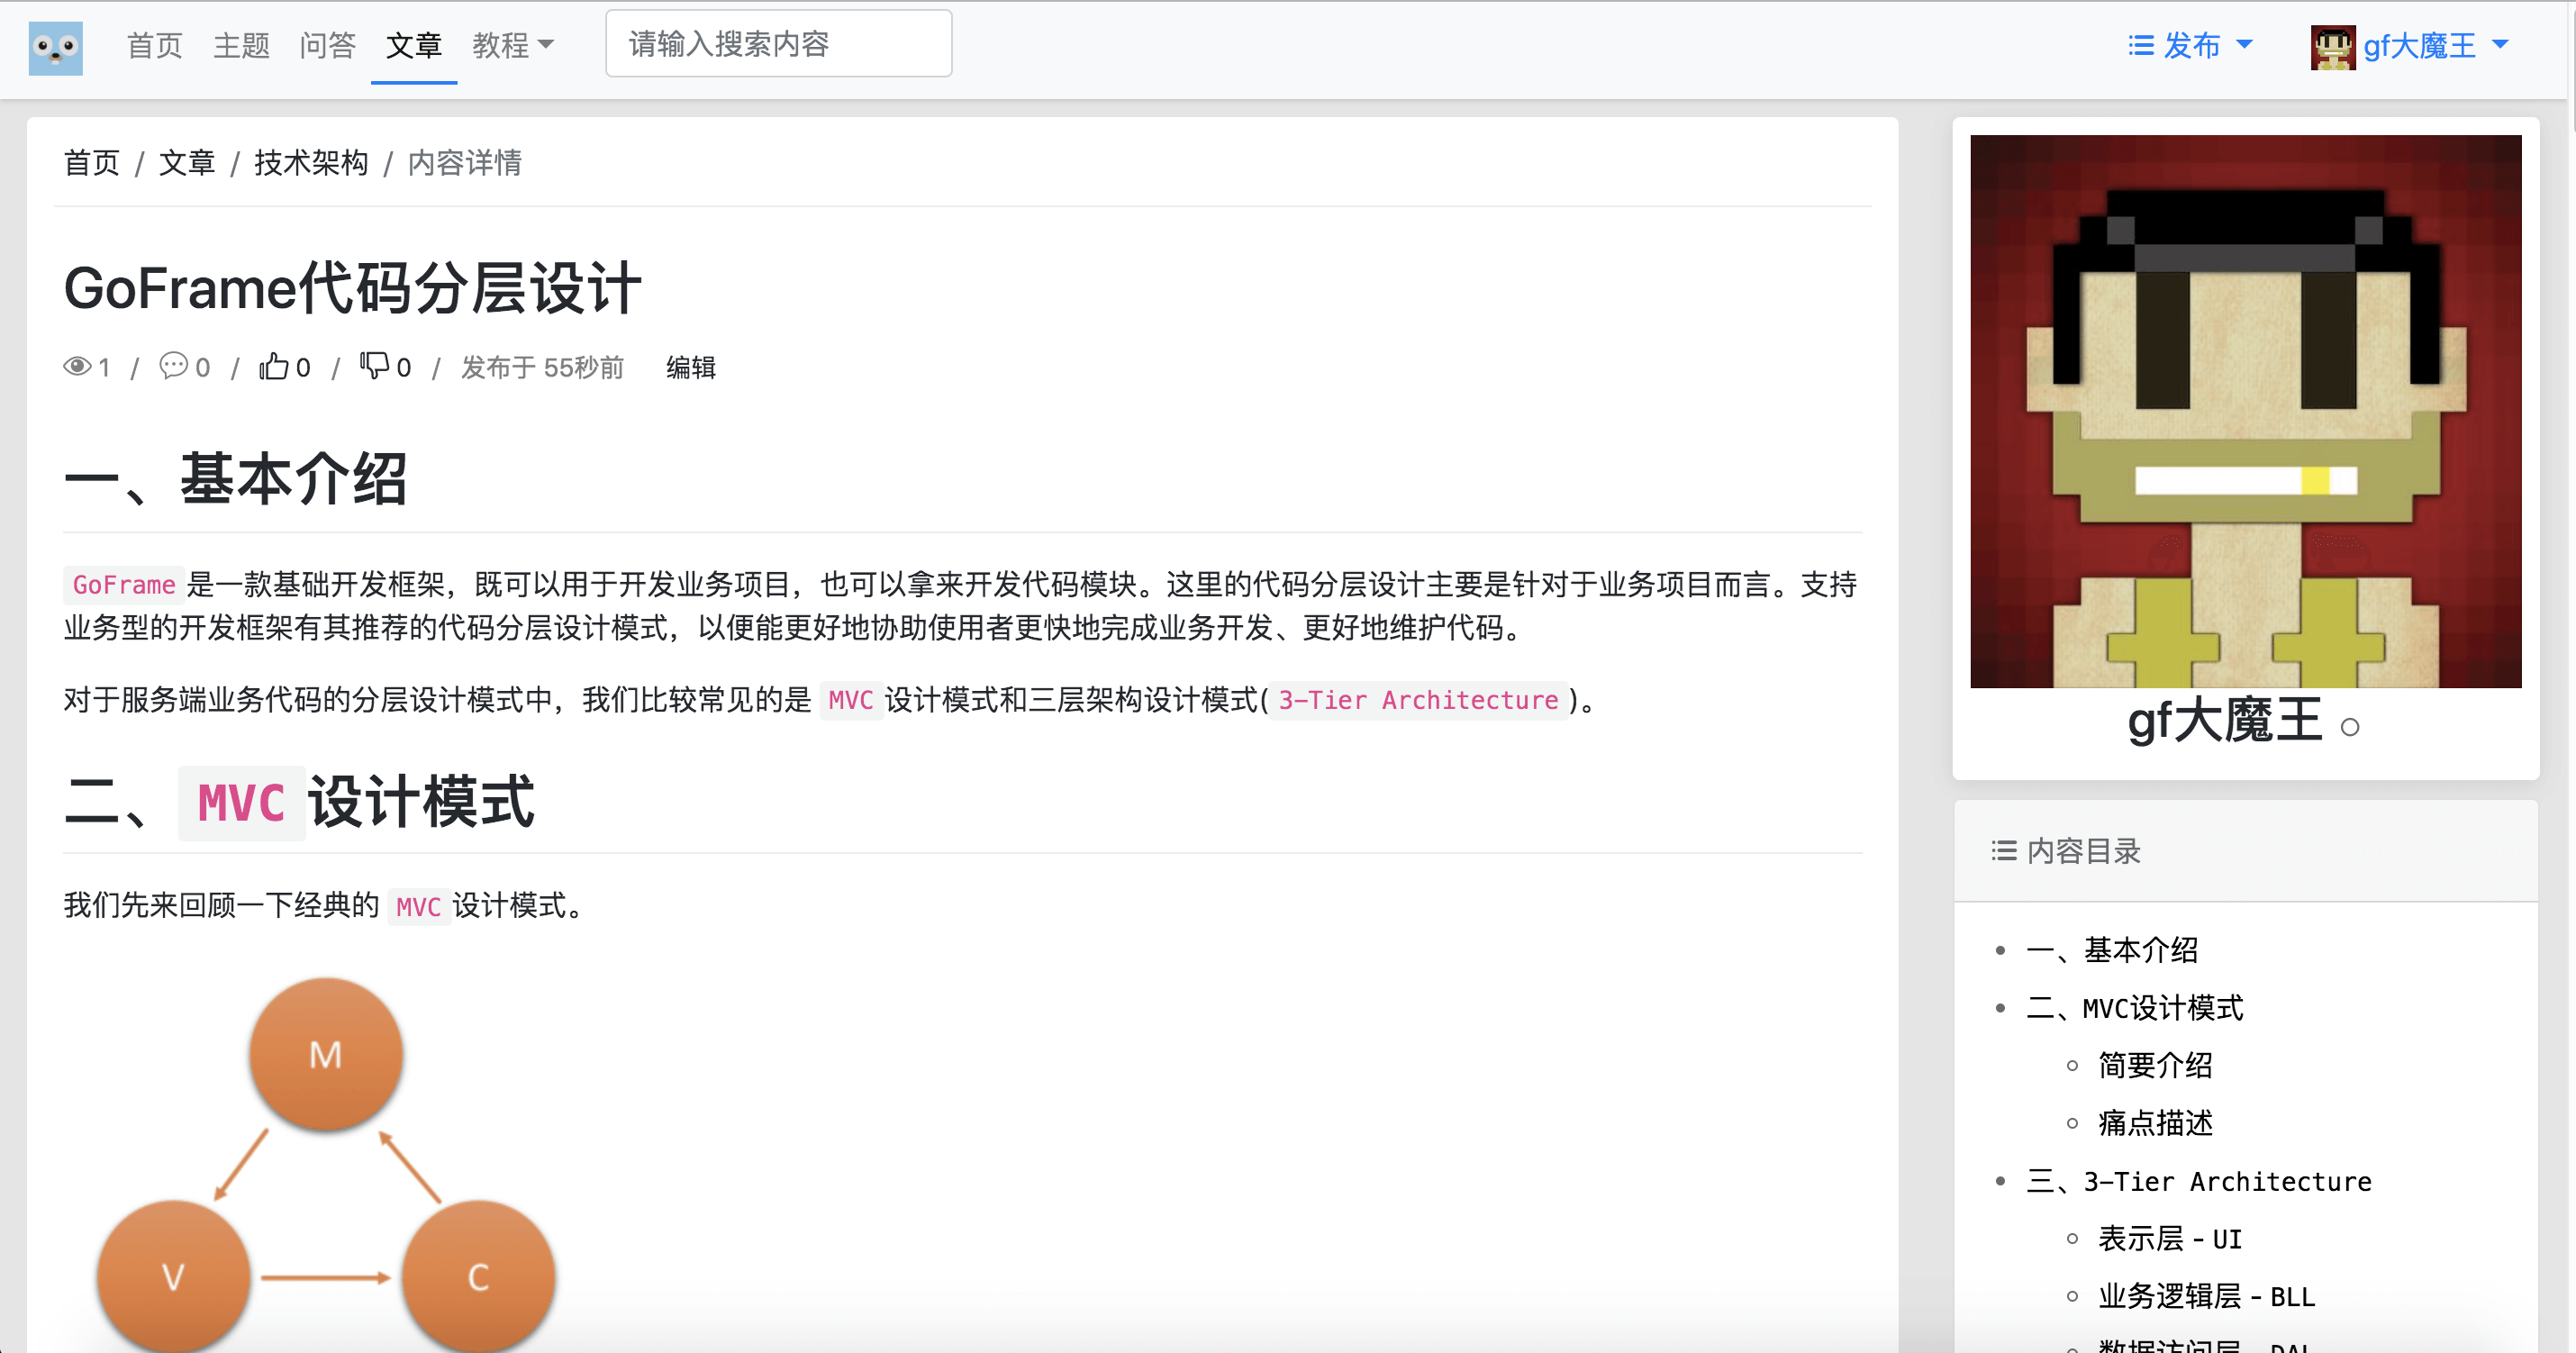 首页 主题 问答 文章 教程 请输入搜索内容 发布 gf大魔王
首页 / 文章 / 技术架构 / 内容详情
GoFrame代码分层设计
1 / 0 / 0 / 0 / 发布于 55秒前 编辑
一、基本介绍
GoFrame是一款基础开发框架，既可以用于开发业务项目，也可以拿来开发代码模块。这里的代码分层设计主要是针对于业务项目而言。支持
业务型的开发框架有其推荐的代码分层设计模式，以便能更好地协助使用者更快地完成业务开发、更好地维护代码。
对于服务端业务代码的分层设计模式中，我们比较常见的是 MVC 设计模式和三层架构设计模式( 3-Tier Architecture )。
二、 MVC 设计模式
我们先来回顾一下经典的 MVC 设计模式。
M
V
C
gf大魔王
内容目录
一、基本介绍
二、MVC设计模式
简要介绍
痛点描述
三、3-Tier Architecture
表示层 - UI
业务逻辑层 - BLL
数据访问层 - DAL